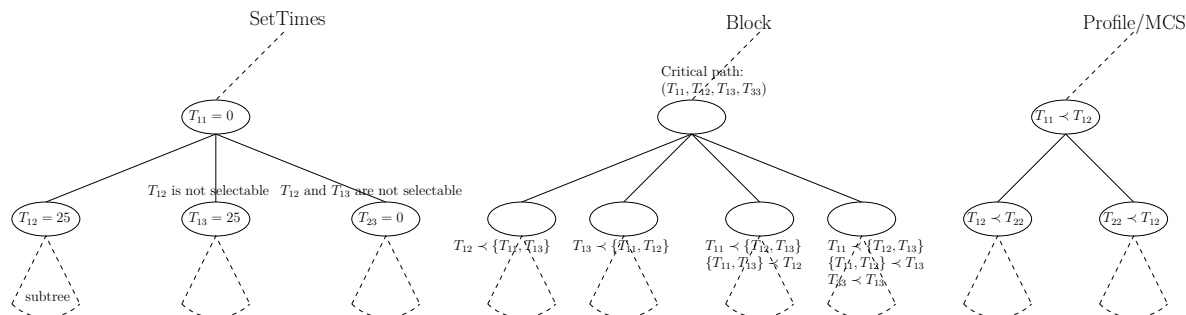 SetTimes
Block
Profile/MCS
Critical path:
(T₁₁, T₁₂, T₁₃, T₃₃)
T₁₁ = 0
T₁₁ ≺ T₁₂
T₁₂ is not selectable
T₁₂ and T₁₃ are not selectable
T₁₂ = 25
T₁₃ = 25
T₂₃ = 0
T₁₂ ≺ T₂₂
T₂₂ ≺ T₁₂
T₁₂ ≺ {T₁₁, T₁₃}
T₁₃ ≺ {T₁₁, T₁₂}
T₁₁ ≺ {T₁₂, T₁₃}
{T₁₁, T₁₃} ≺ T₁₂
T₁₁ ≺ {T₁₂, T₁₃}
{T₁₁, T₁₂} ≺ T₁₃
T₃₃ ≺ T₁₃
subtree